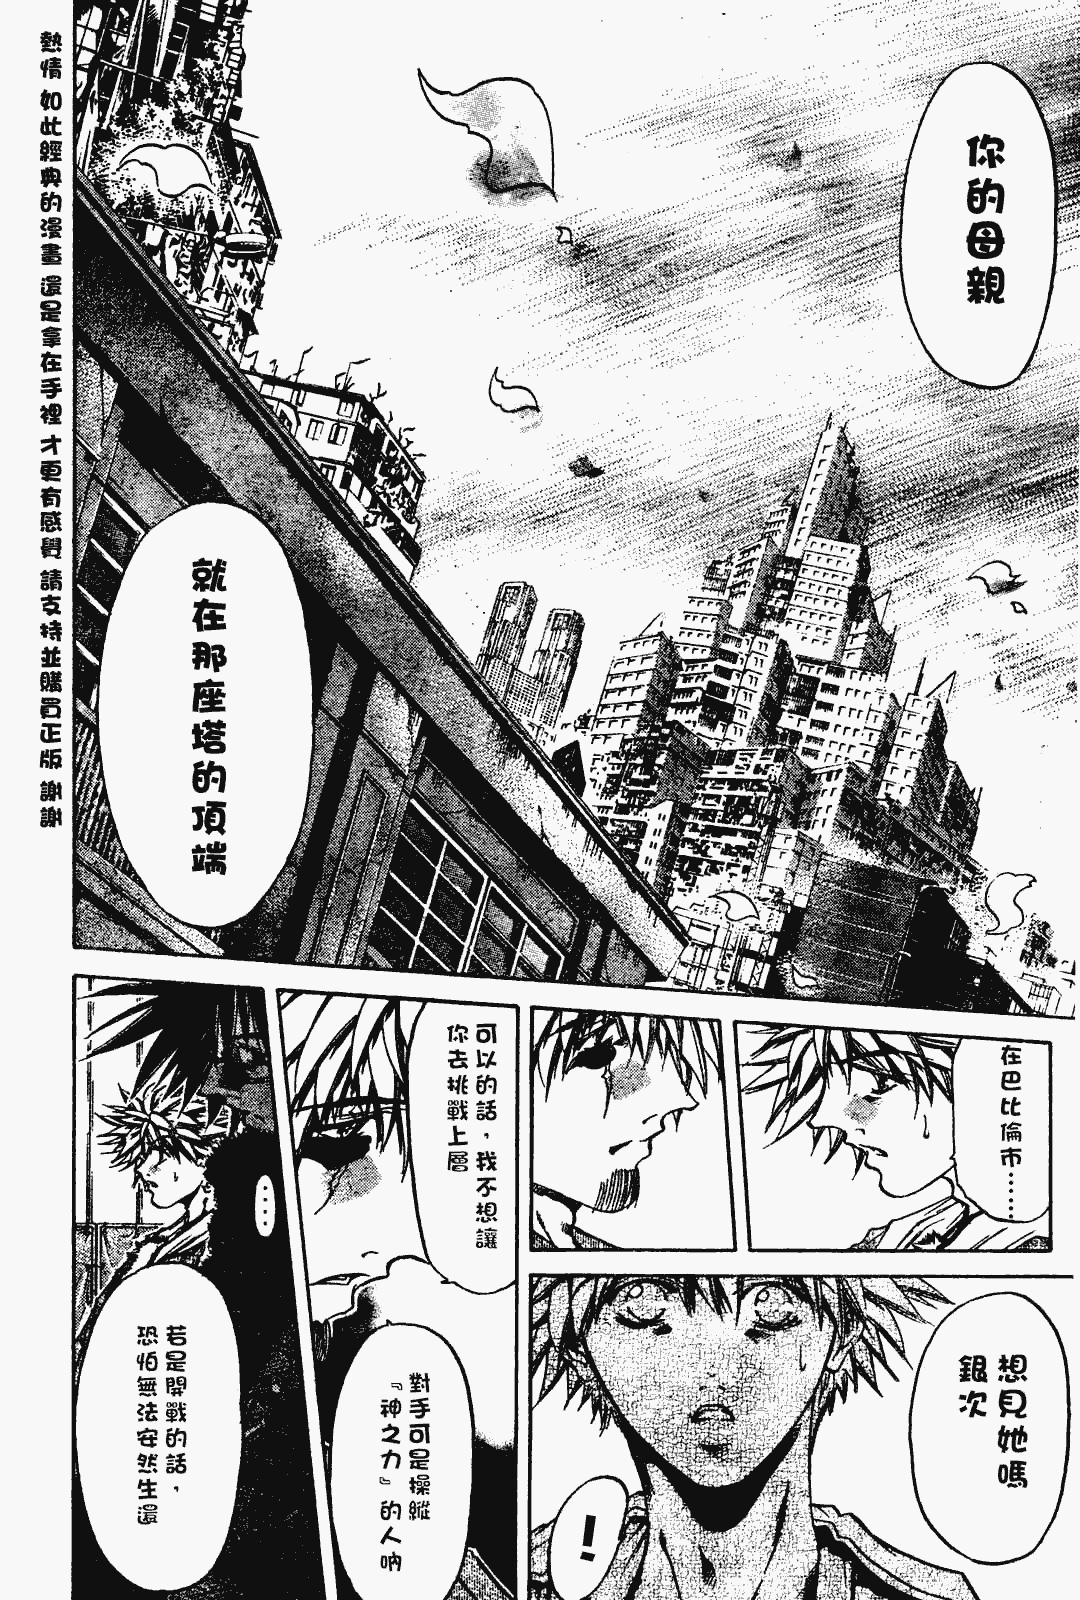 你的母親
就在那座塔的頂端
在巴比倫市……
可以的話，我不想讓
你去挑戰上層
……
想見她嗎
銀次
！
對手可是操縱
『神之力』的人吶
若是開戰的話，
恐怕無法安然生還
熱情 如此經典的漫畫 還是拿在手裡 才更有感覺 請支持並購買正版 謝謝